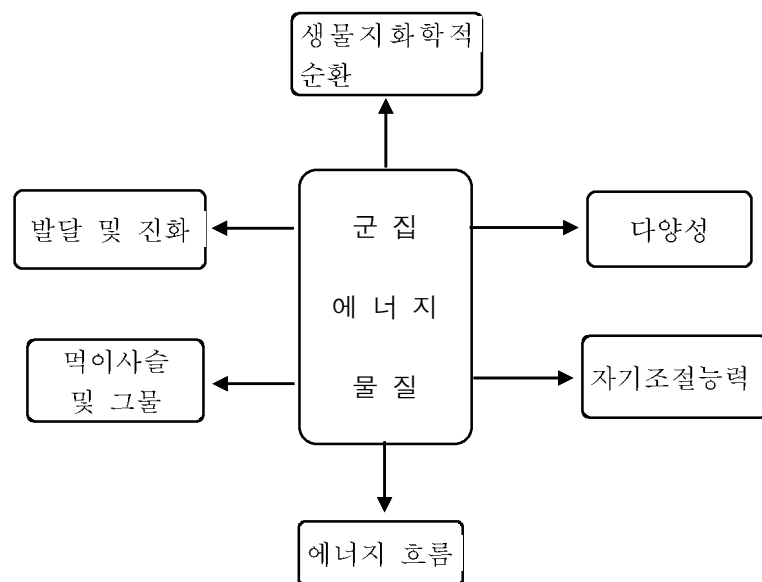 생물지화학적
순환
발달 및 진화
군 집
다양성
에 너 지
먹이사슬
및 그물
물 질
자기조절능력
에너지 흐름